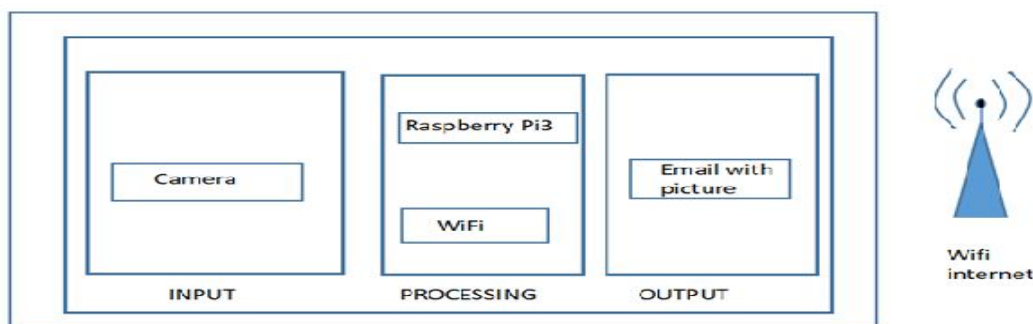 Camera
Raspberry Pi3
WiFi
Email with
picture
INPUT
PROCESSING
OUTPUT
Wifi
internet